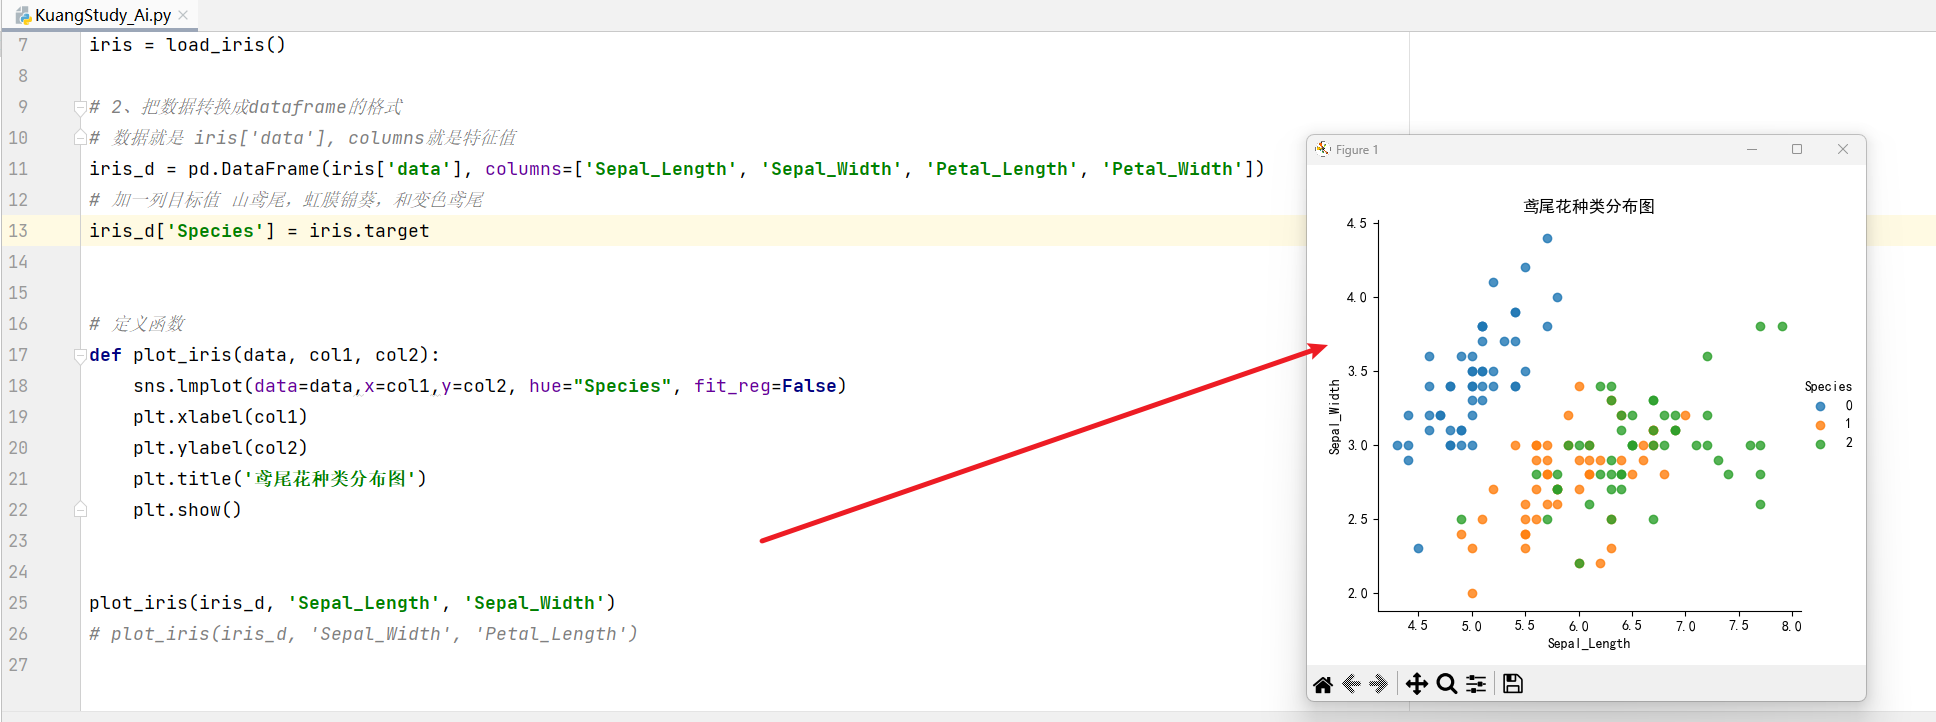 KuangStudy_Ai.py
7 iris = load_iris()
8
9 # 2、把数据转换成dataframe的格式
10 # 数据就是 iris['data'], columns就是特征值
11 iris_d = pd.DataFrame(iris['data'], columns=['Sepal_Length', 'Sepal_Width', 'Petal_Length', 'Petal_Width'])
12 # 加一列目标值 山鸢尾，虹膜锦葵，和变色鸢尾
13 iris_d['Species'] = iris.target
14
15
16 # 定义函数
17 def plot_iris(data, col1, col2):
18 sns.lmplot(data=data,x=col1,y=col2, hue="Species", fit_reg=False)
19 plt.xlabel(col1)
20 plt.ylabel(col2)
21 plt.title('鸢尾花种类分布图')
22 plt.show()
23
24
25 plot_iris(iris_d, 'Sepal_Length', 'Sepal_Width')
26 # plot_iris(iris_d, 'Sepal_Width', 'Petal_Length')
27
Figure 1
鸢尾花种类分布图
4.5
4.0
3.5
3.0
2.5
2.0
Sepal_Width
4.5 5.0 5.5 6.0 6.5 7.0 7.5 8.0
Sepal_Length
Species
0
1
2